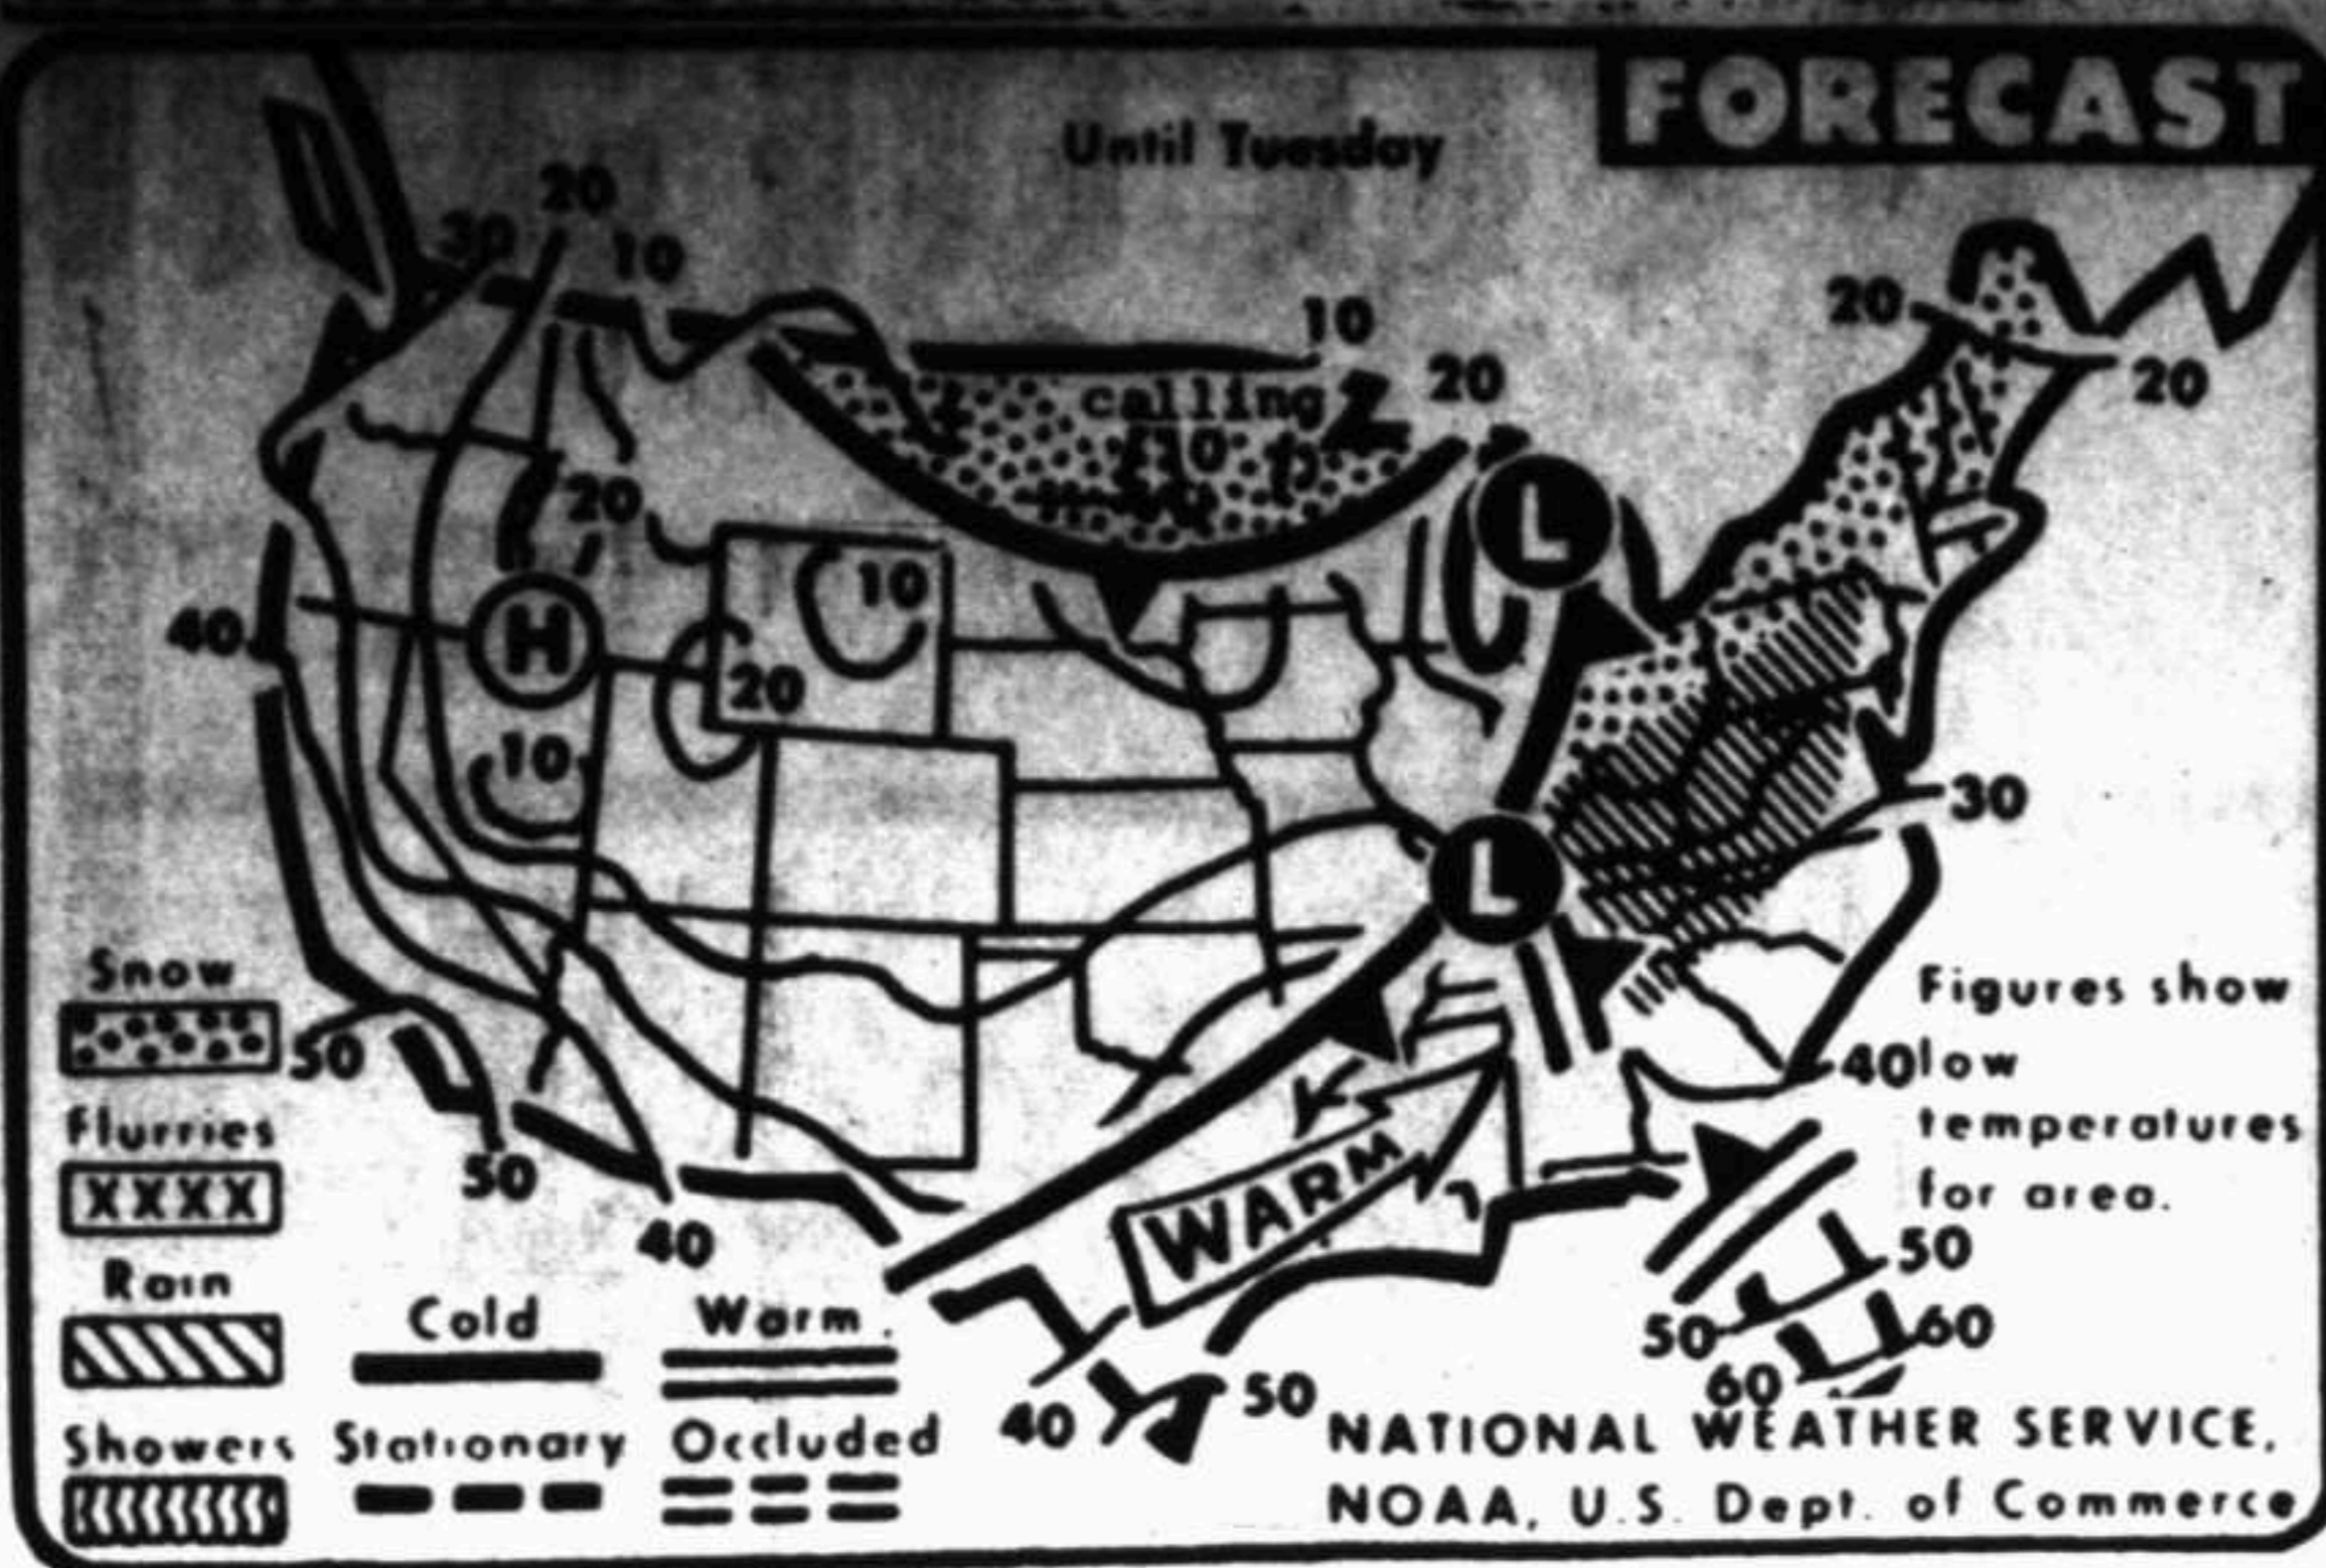 FORECAST
Until Tuesday
20
30
10
10
20
20
20
calling
20
10
L
40
H
20
10
30
L
Snow
50
Figures show
40
low
Flurries
temperatures
XXXX
50
for area.
WARM
40
50
Rain
Cold
Warm
50
60
60
40
50
Showers
Stationary
Occluded
NATIONAL WEATHER SERVICE,
NOAA, U.S. Dept. of Commerce